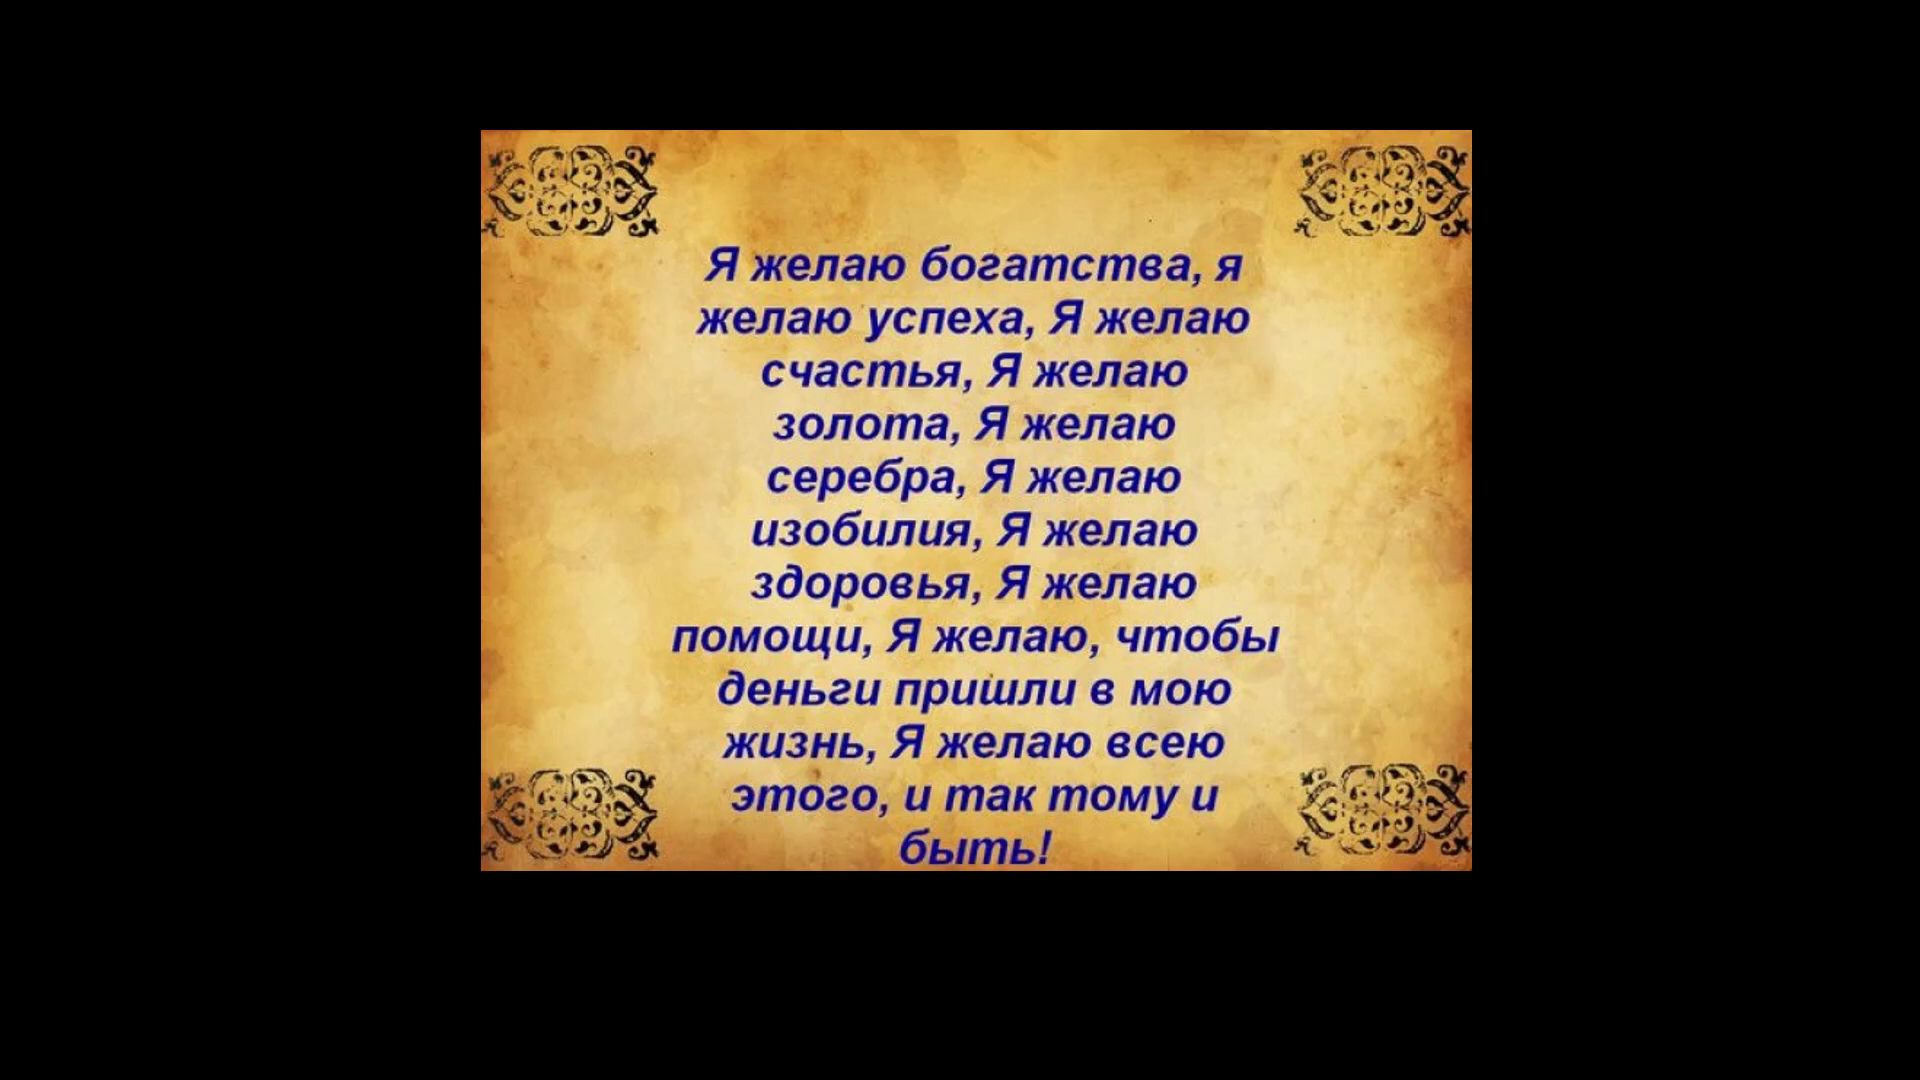 Я желаю богатства, я
желаю успеха, Я желаю
счастья, Я желаю
золота, Я желаю
серебра, Я желаю
изобилия, Я желаю
здоровья, Я желаю
помощи, Я желаю, чтобы
деньги пришли в мою
жизнь, Я желаю всею
этого, и так тому и
быть!